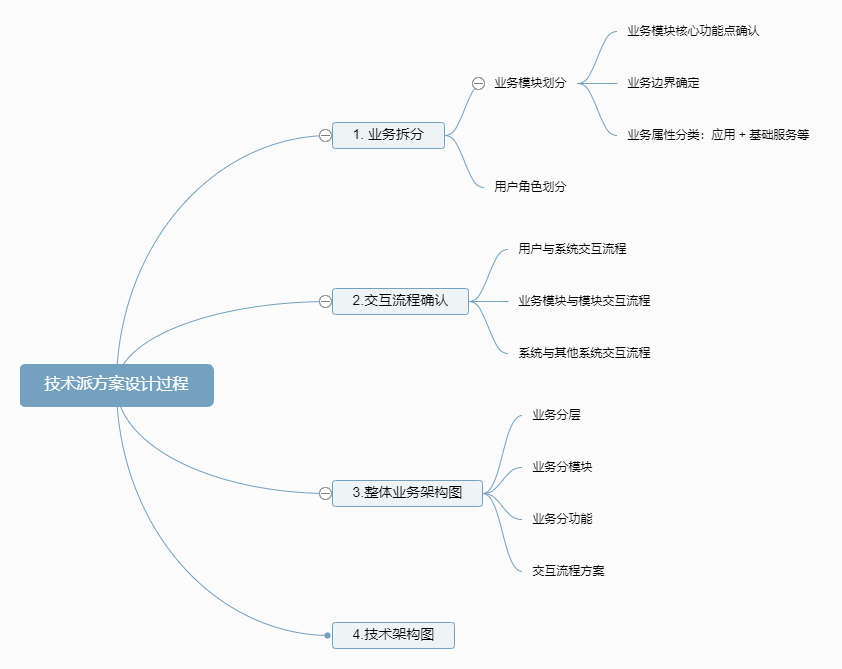 技术派方案设计过程
1. 业务拆分
业务模块划分
业务模块核心功能点确认
业务边界确定
业务属性分类：应用 + 基础服务等
用户角色划分
2.交互流程确认
用户与系统交互流程
业务模块与模块交互流程
系统与其他系统交互流程
3.整体业务架构图
业务分层
业务分模块
业务分功能
交互流程方案
4.技术架构图